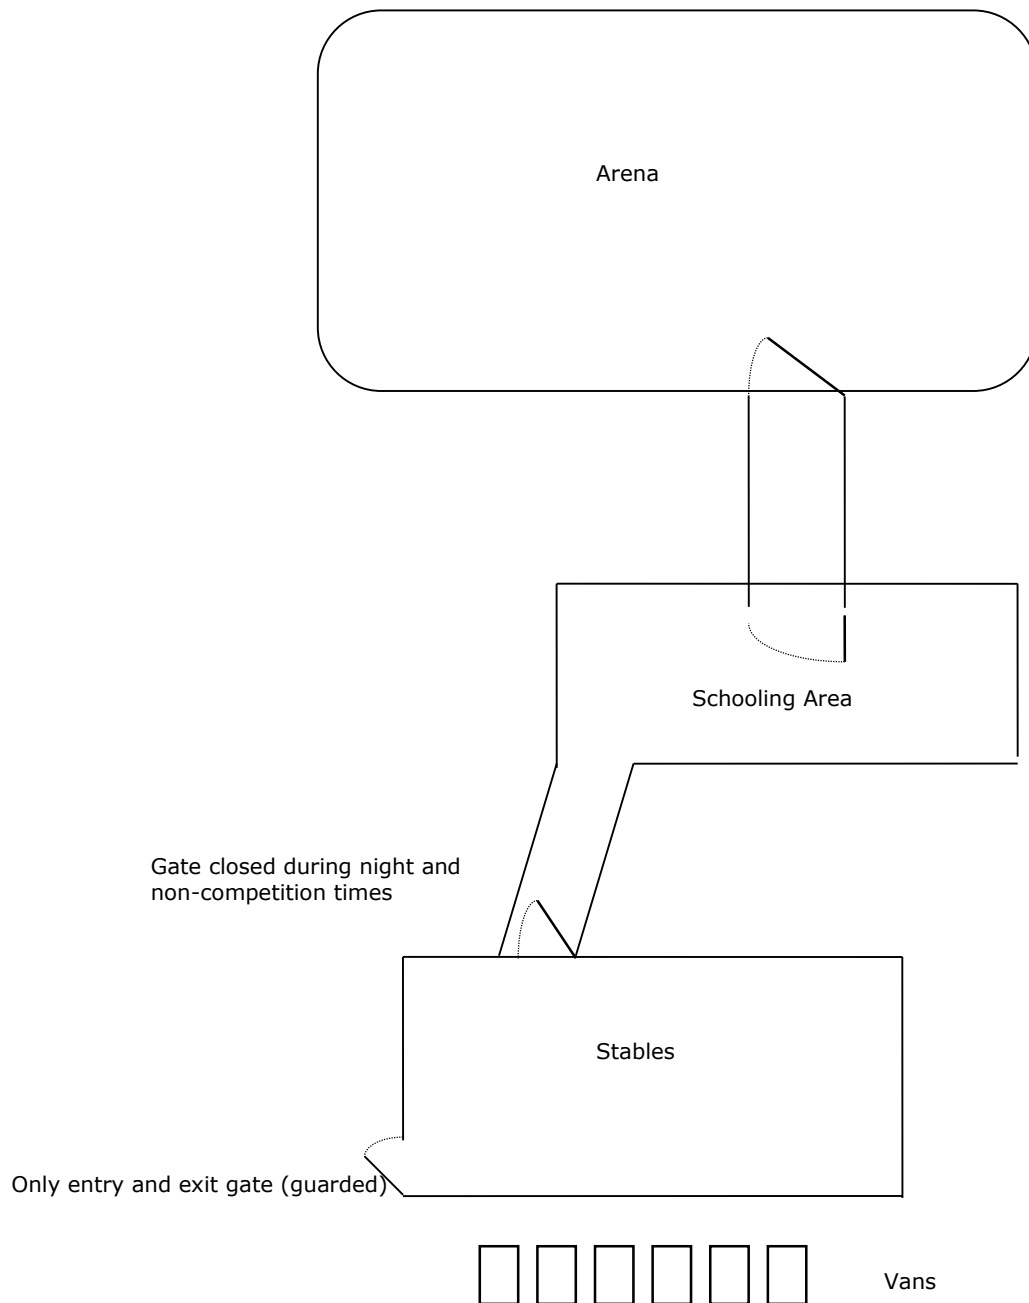 Arena
Schooling Area
Gate closed during night and
non-competition times
Stables
Only entry and exit gate (guarded)
Vans